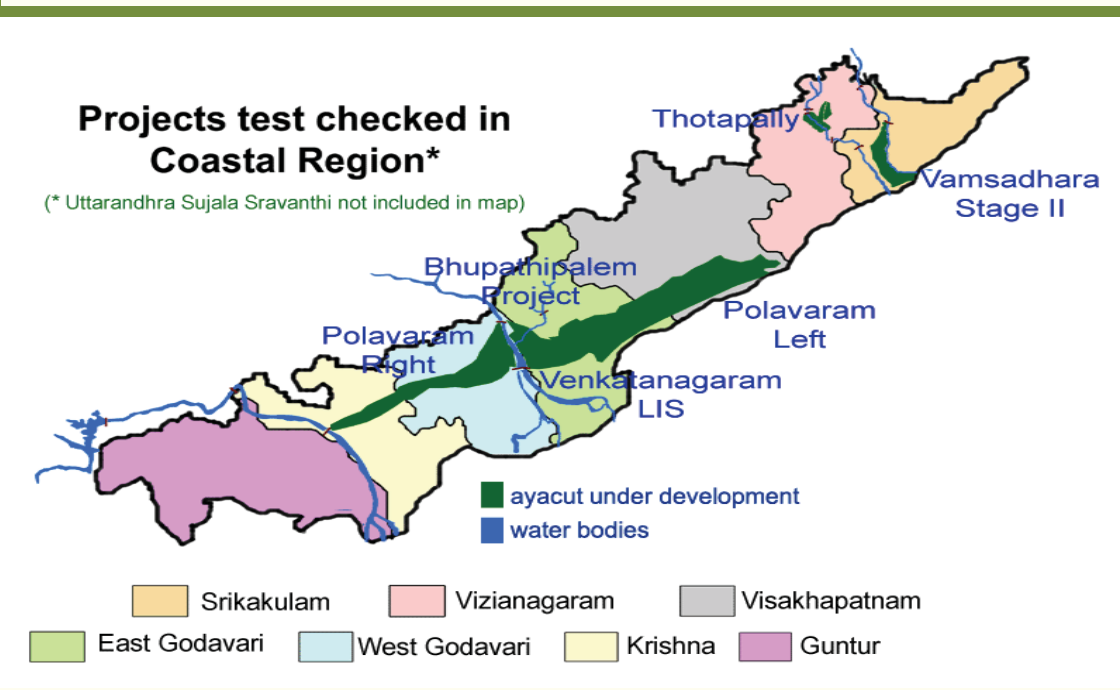 Projects test checked in
Coastal Region*
(* Uttarandhra Sujala Sravanthi not included in map)
Thotapally
Vamsadhara
Stage II
Bhupathipalem
Project
Polavaram
Left
Polavaram
Right
Venkatanagaram
LIS
ayacut under development
water bodies
Srikakulam
Vizianagaram
Visakhapatnam
East Godavari
West Godavari
Krishna
Guntur